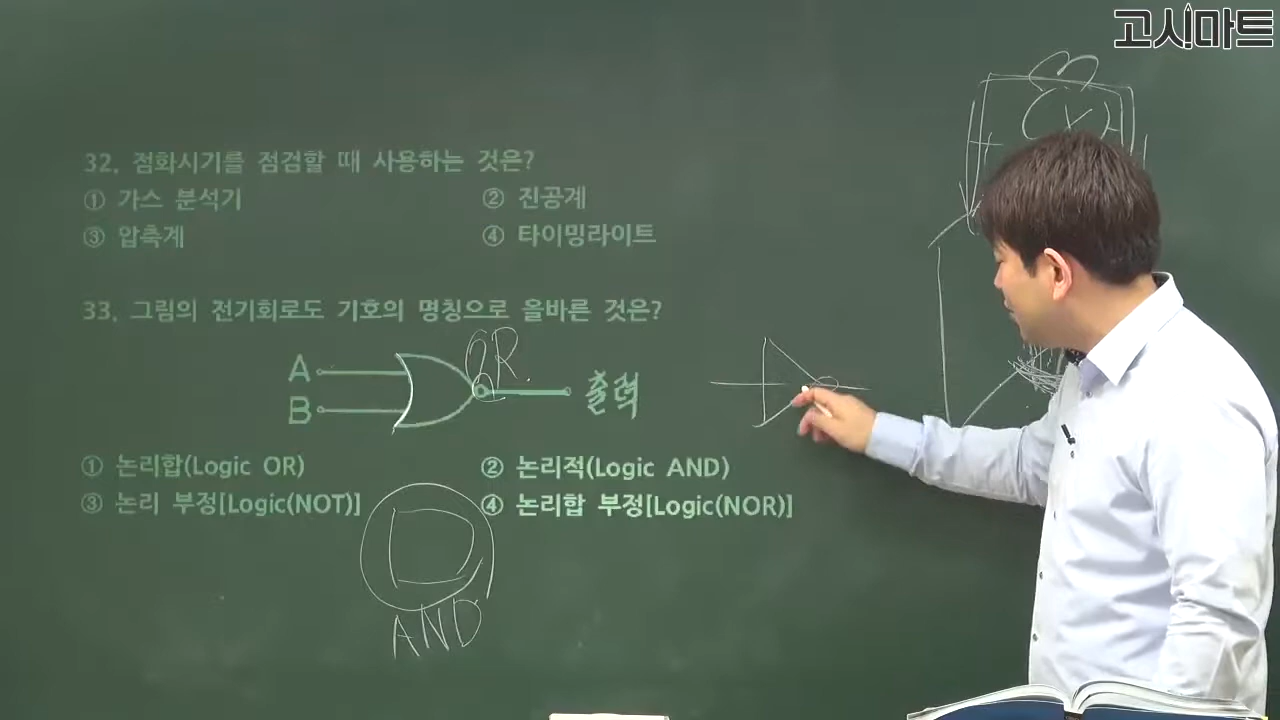 고시마트
32. 점화시기를 점검할 때 사용하는 것은?
① 가스 분석기 ② 진공계
③ 압축계 ④ 타이밍라이트
33. 그림의 전기회로도 기호의 명칭으로 올바른 것은?
OR.
A
B
출력
① 논리합(Logic OR) ② 논리적(Logic AND)
③ 논리 부정[Logic(NOT)] ④ 논리합 부정[Logic(NOR)]
AND